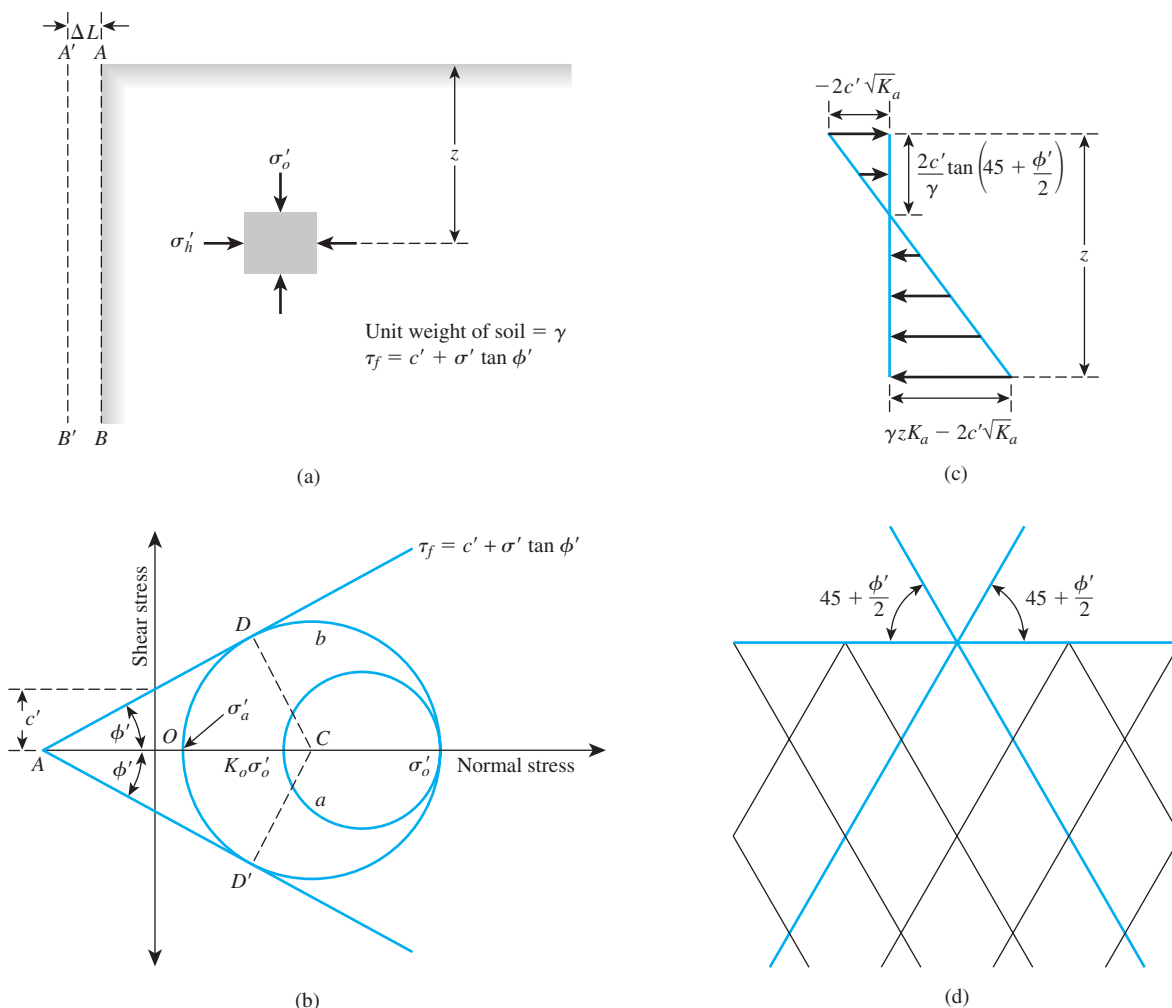 ΔL
A′ A
z
σ′o
σ′h
Unit weight of soil = γ
τf = c′ + σ′ tan ϕ′
B′ B
(a)
−2c′√Ka
2c′/γ tan(45 + ϕ′/2)
z
γzKa − 2c′√Ka
(c)
Shear stress
τf = c′ + σ′ tan ϕ′
D
b
c′
ϕ′
O
σ′a
A
ϕ′
Koσ′o
C
σ′o
Normal stress
a
D′
(b)
45 + ϕ′/2
45 + ϕ′/2
(d)